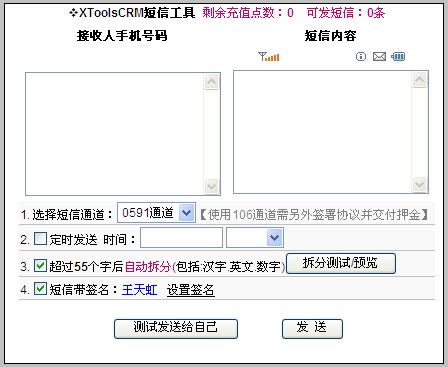 ❖XToolsCRM短信工具 剩余充值点数：0 可发短信：0条
接收人手机号码 短信内容
1. 选择短信通道： 0591通道 【使用106通道需另外签署协议并交付押金】
2. 定时发送 时间：
3. 超过55个字后自动拆分(包括:汉字.英文.数字) 拆分测试/预览
4. 短信带签名：王天虹 设置签名
测试发送给自己 发 送